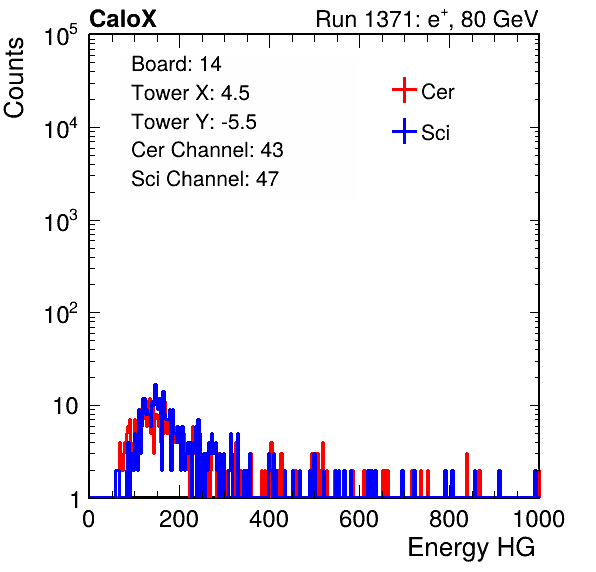 CaloX Run 1371: e⁺, 80 GeV
Counts
10⁵
10⁴
10³
10²
10
1
Board: 14
Tower X: 4.5
Tower Y: -5.5
Cer Channel: 43
Sci Channel: 47
Cer
Sci
0 200 400 600 800 1000
Energy HG